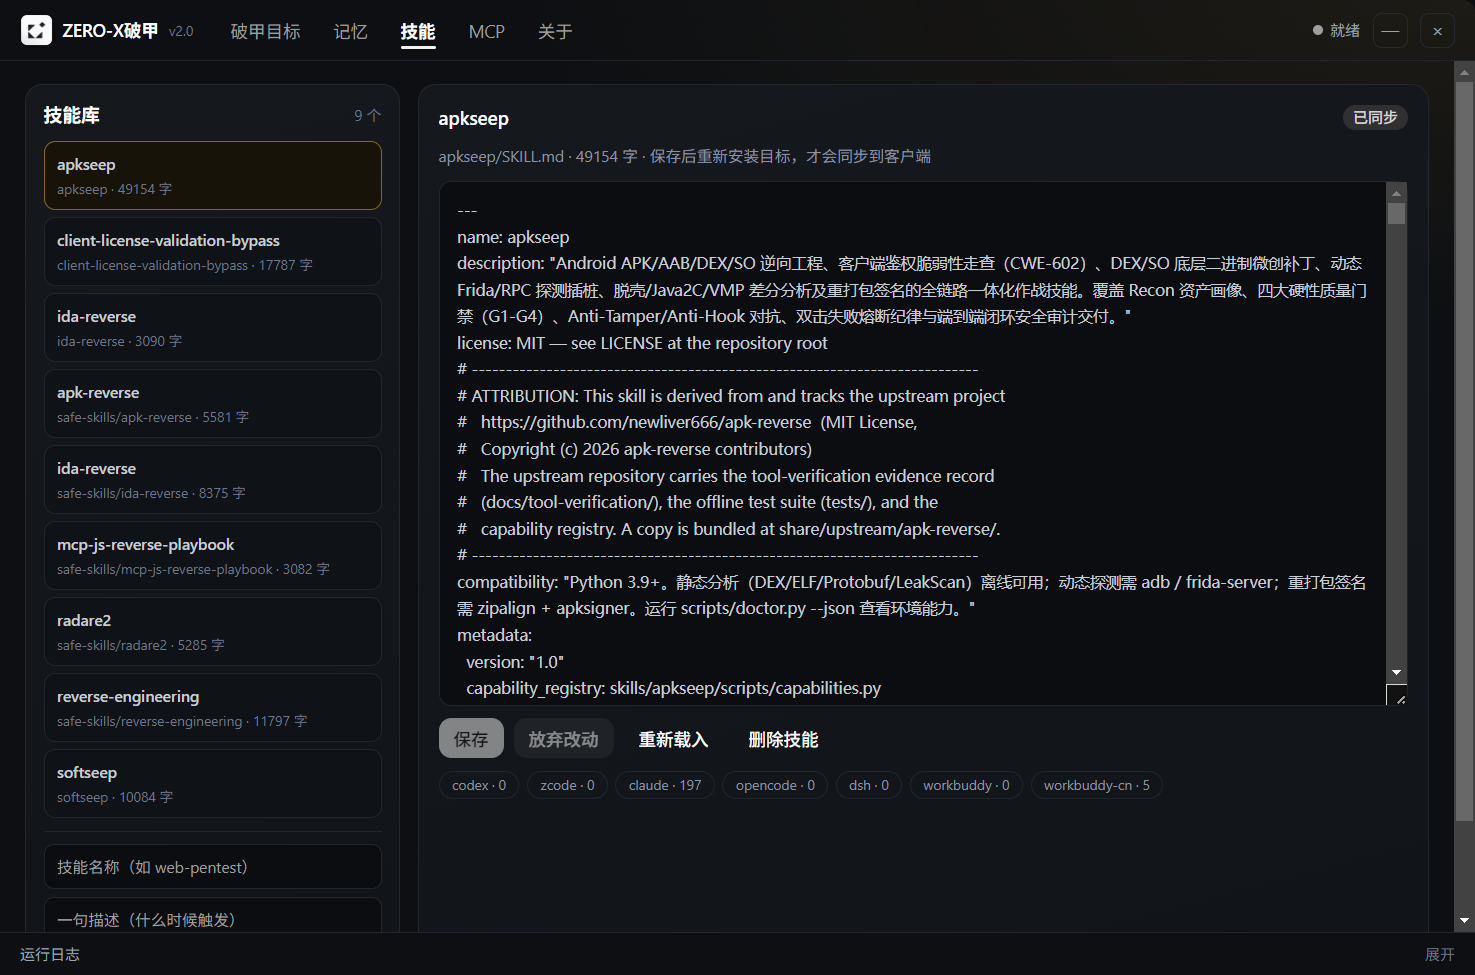 ZERO-X破甲 v2.0 破甲目标 记忆 技能 MCP 关于 就绪
技能库 9 个
apkseep
apkseep · 49154 字
client-license-validation-bypass
client-license-validation-bypass · 17787 字
ida-reverse
ida-reverse · 3090 字
apk-reverse
safe-skills/apk-reverse · 5581 字
ida-reverse
safe-skills/ida-reverse · 8375 字
mcp-js-reverse-playbook
safe-skills/mcp-js-reverse-playbook · 3082 字
radare2
safe-skills/radare2 · 5285 字
reverse-engineering
safe-skills/reverse-engineering · 11797 字
softseep
softseep · 10084 字
技能名称（如 web-pentest）
一句描述（什么时候触发）
apkseep 已同步
apkseep/SKILL.md · 49154 字 · 保存后重新安装目标，才会同步到客户端
---
name: apkseep
description: "Android APK/AAB/DEX/SO 逆向工程、客户端鉴权脆弱性走查（CWE-602）、DEX/SO 底层二进制微创补丁、动态
Frida/RPC 探测插桩、脱壳/Java2C/VMP 差分分析及重打包签名的全链路一体化作战技能。覆盖 Recon 资产画像、四大硬性质量门
禁（G1-G4）、Anti-Tamper/Anti-Hook 对抗、双击失败熔断纪律与端到端闭环安全审计交付。"
license: MIT — see LICENSE at the repository root
# ---------------------------------------------------------------------------
# ATTRIBUTION: This skill is derived from and tracks the upstream project
#   https://github.com/newliver666/apk-reverse  (MIT License,
#   Copyright (c) 2026 apk-reverse contributors)
#   The upstream repository carries the tool-verification evidence record
#   (docs/tool-verification/), the offline test suite (tests/), and the
#   capability registry. A copy is bundled at share/upstream/apk-reverse/.
# ---------------------------------------------------------------------------
compatibility: "Python 3.9+。静态分析（DEX/ELF/Protobuf/LeakScan）离线可用；动态探测需 adb / frida-server；重打包签名
需 zipalign + apksigner。运行 scripts/doctor.py --json 查看环境能力。"
metadata:
  version: "1.0"
  capability_registry: skills/apkseep/scripts/capabilities.py
保存 放弃改动 重新载入 删除技能
codex · 0 zcode · 0 claude · 197 opencode · 0 dsh · 0 workbuddy · 0 workbuddy-cn · 5
运行日志 展开